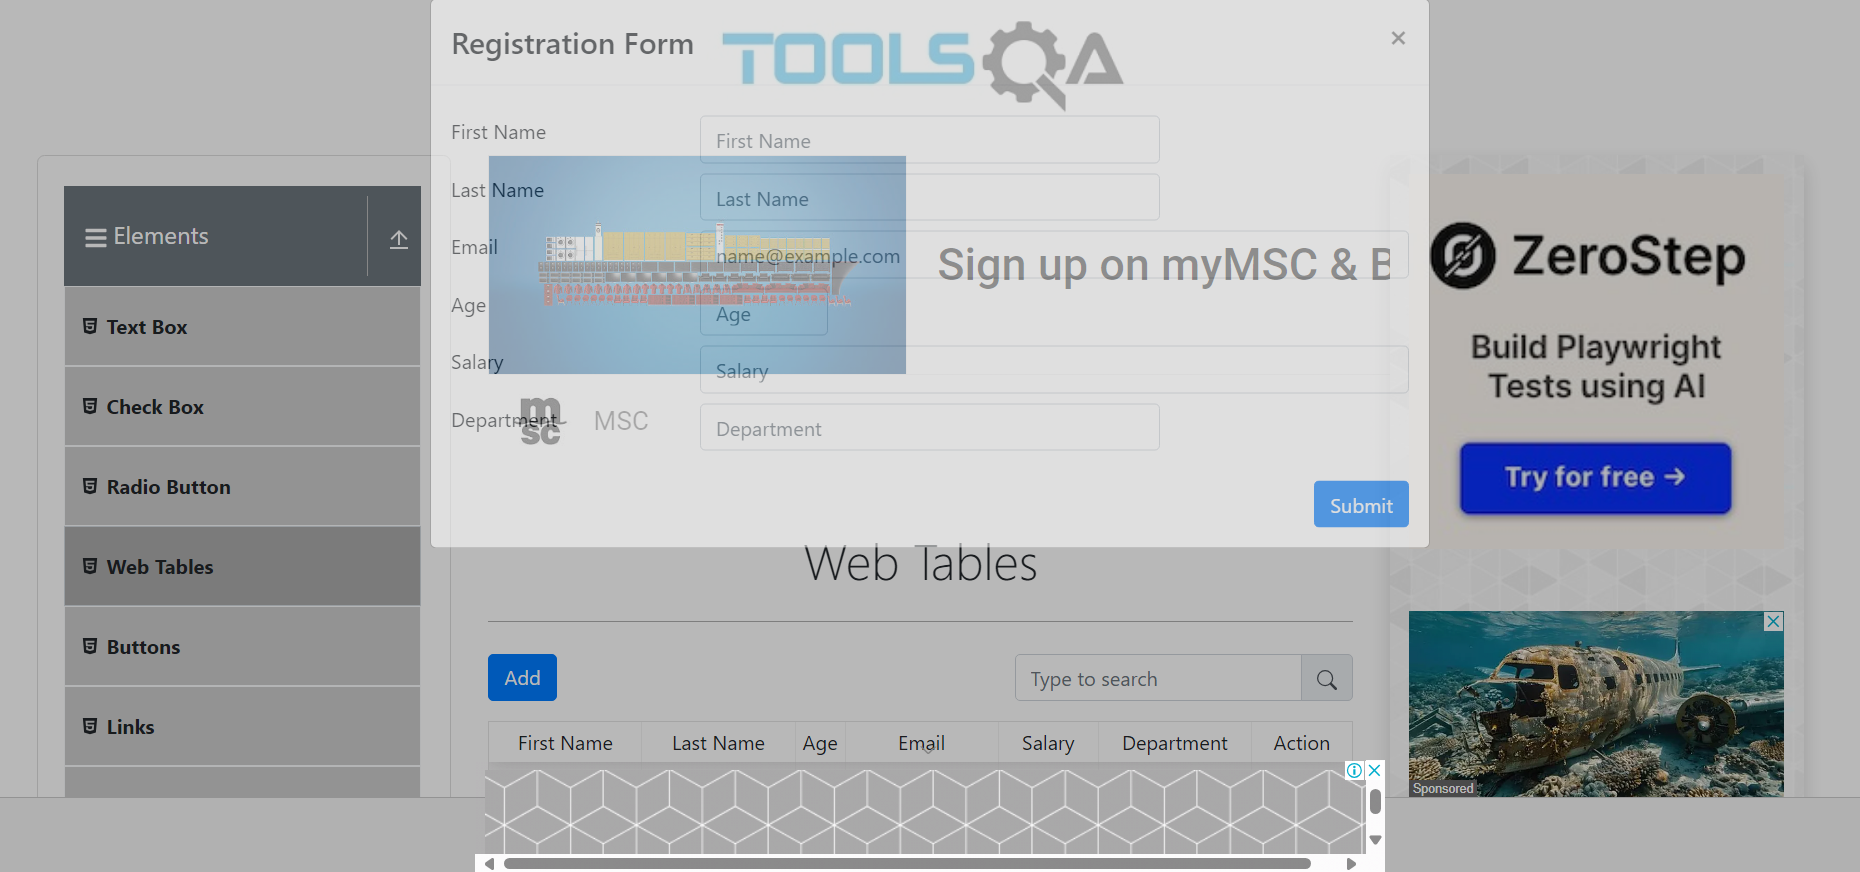 Registration Form
TOOLSQA
×
First Name
First Name
Last Name
Last Name
Email
name@example.com
Sign up on myMSC & B
Age
Age
Salary
Salary
Department
msc
MSC
Department
Submit
Elements
Text Box
Check Box
Radio Button
Web Tables
Buttons
Links
ZeroStep
Build Playwright
Tests using AI
Try for free →
Web Tables
Add
Type to search
First Name Last Name Age Email Salary Department Action
Sponsored